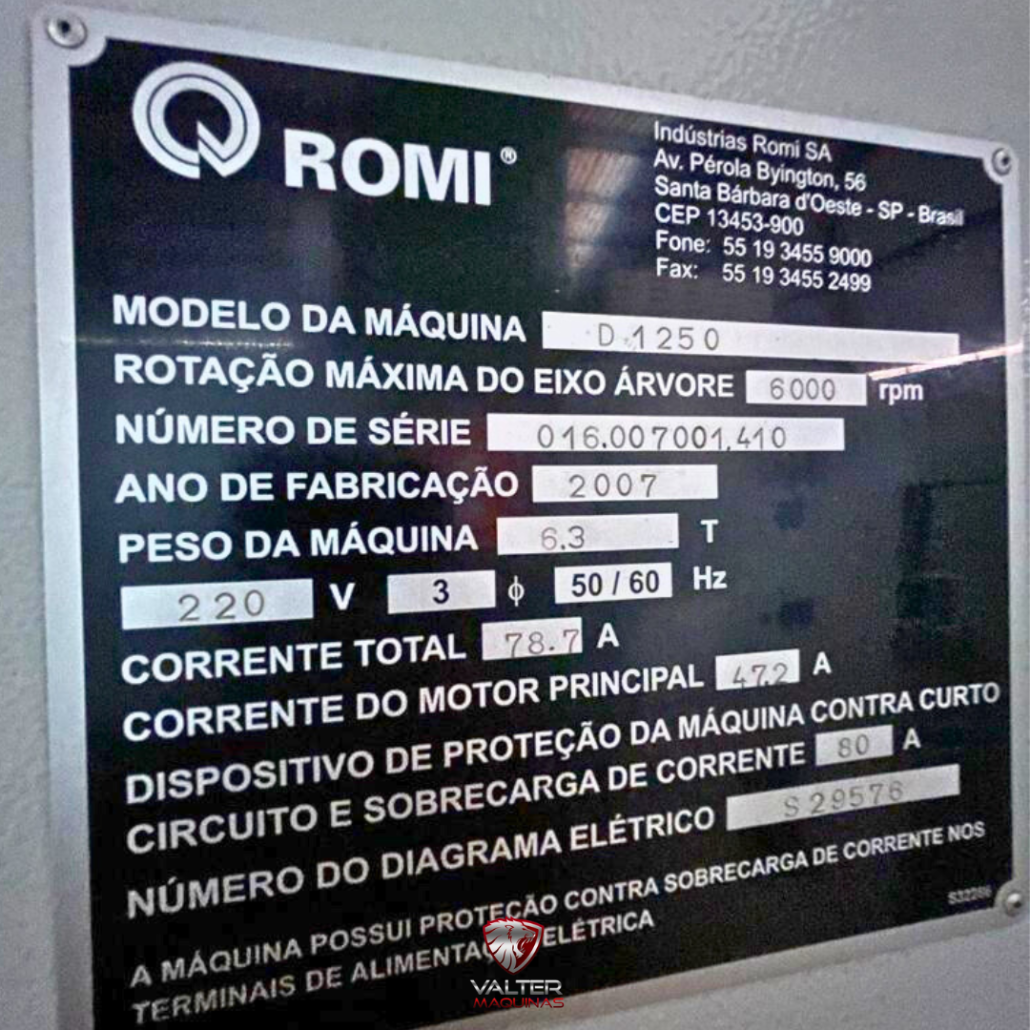 ROMI®
Indústrias Romi SA
Av. Pérola Byington, 56
Santa Bárbara d'Oeste - SP - Brasil
CEP 13453-900
Fone: 55 19 3455 9000
Fax: 55 19 3455 2499
MODELO DA MÁQUINA D.1250
ROTAÇÃO MÁXIMA DO EIXO ÁRVORE 6000 rpm
NÚMERO DE SÉRIE 016.007001.410
ANO DE FABRICAÇÃO 2007
PESO DA MÁQUINA 6.3 T
220 V 3 ɸ 50 / 60 Hz
CORRENTE TOTAL 78.7 A
CORRENTE DO MOTOR PRINCIPAL 47.2 A
DISPOSITIVO DE PROTEÇÃO DA MÁQUINA CONTRA CURTO
CIRCUITO E SOBRECARGA DE CORRENTE 80 A
NÚMERO DO DIAGRAMA ELÉTRICO S29576
A MÁQUINA POSSUI PROTEÇÃO CONTRA SOBRECARGA DE CORRENTE NOS
TERMINAIS DE ALIMENTAÇÃO ELÉTRICA
VALTER
MAQUINAS